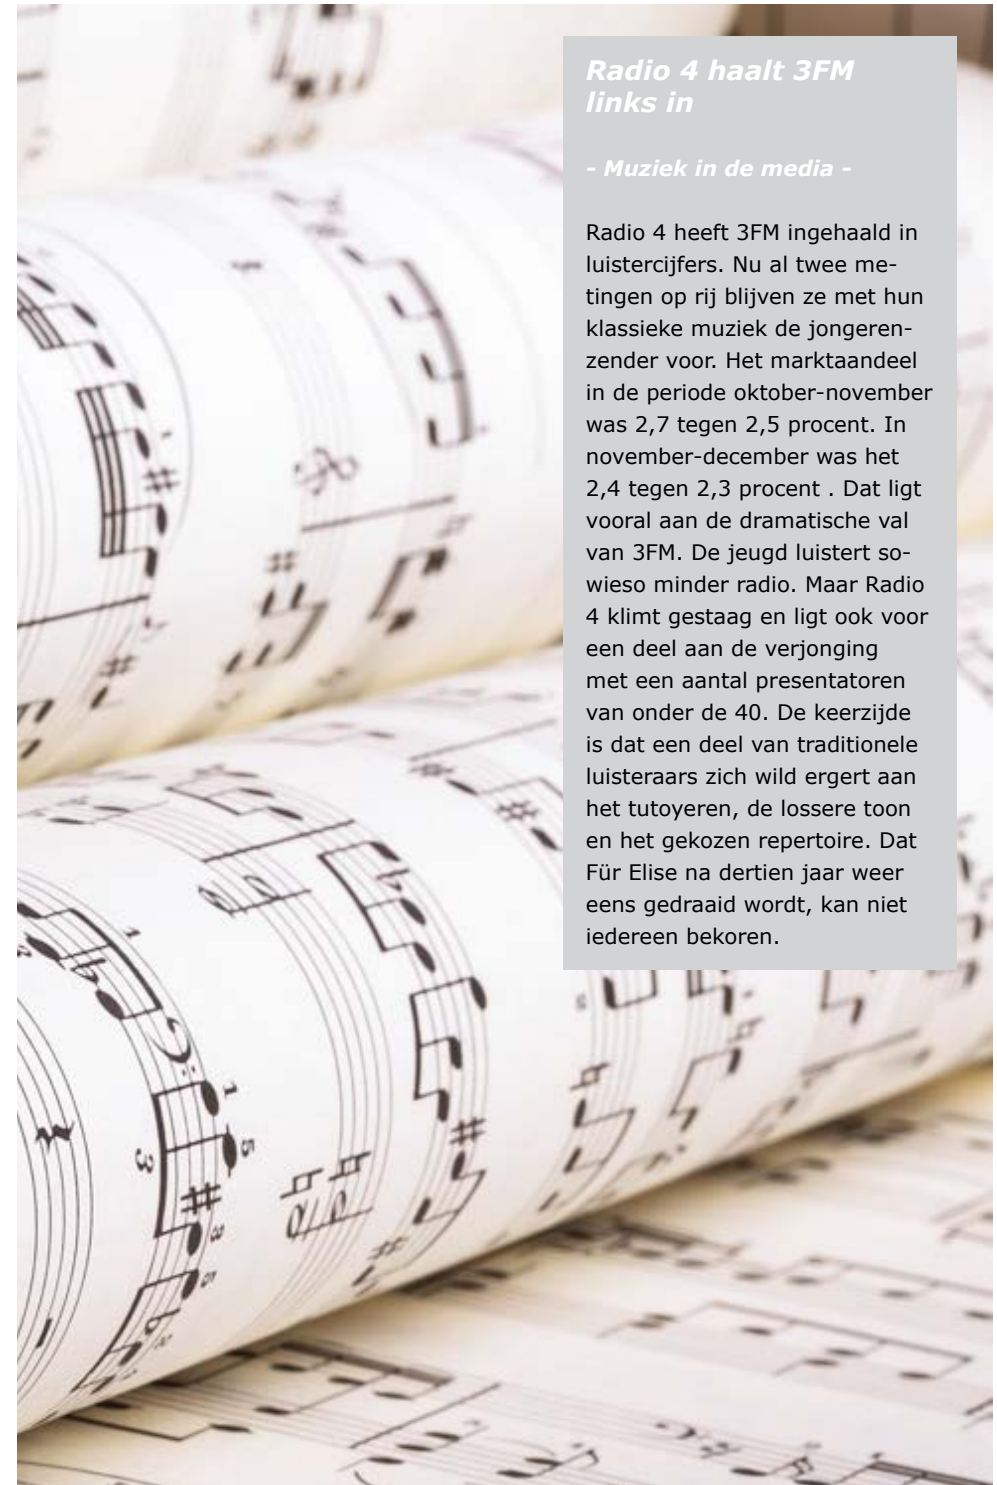 Radio 4 haalt 3FM
links in
- Muziek in de media -
Radio 4 heeft 3FM ingehaald in
luistercijfers. Nu al twee me-
tingen op rij blijven ze met hun
klassieke muziek de jongeren-
zender voor. Het marktaandeel
in de periode oktober-november
was 2,7 tegen 2,5 procent. In
november-december was het
2,4 tegen 2,3 procent . Dat ligt
vooral aan de dramatische val
van 3FM. De jeugd luistert so-
wieso minder radio. Maar Radio
4 klimt gestaag en ligt ook voor
een deel aan de verjonging
met een aantal presentatoren
van onder de 40. De keerzijde
is dat een deel van traditionele
luisteraars zich wild ergert aan
het tutoyeren, de lossere toon
en het gekozen repertoire. Dat
Für Elise na dertien jaar weer
eens gedraaid wordt, kan niet
iedereen bekoren.